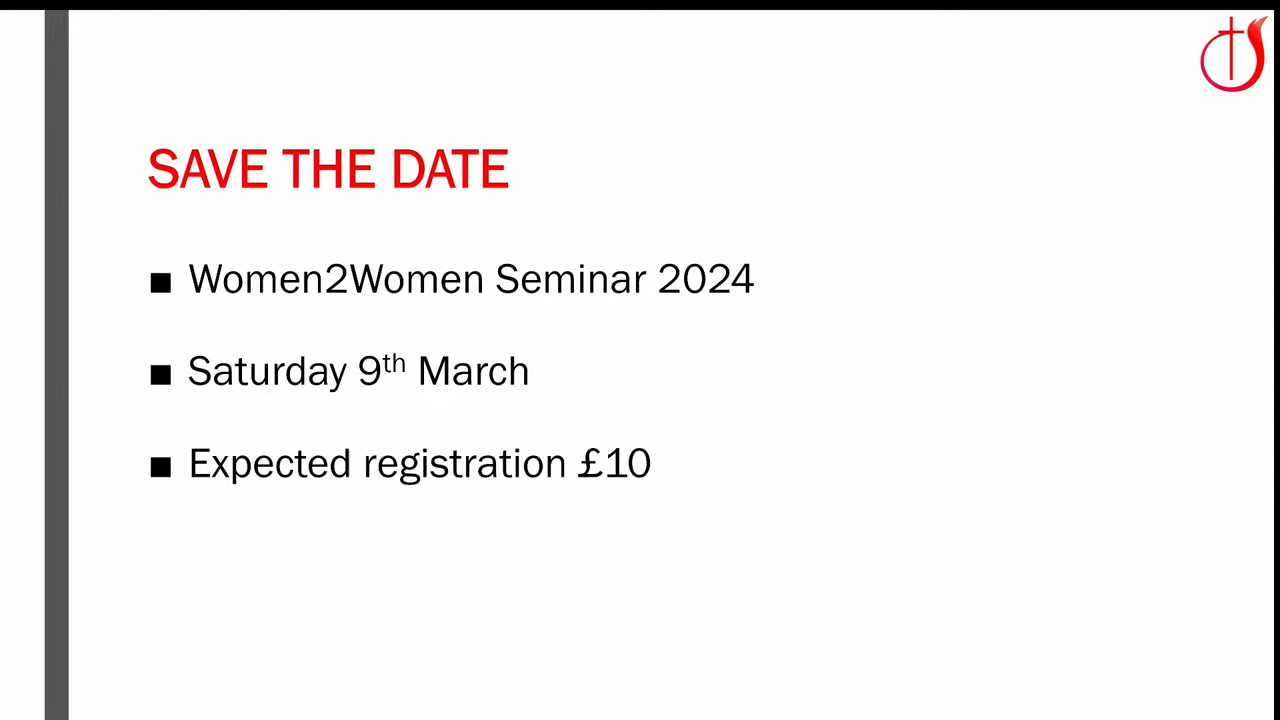 SAVE THE DATE
■ Women2Women Seminar 2024
■ Saturday 9th March
■ Expected registration £10